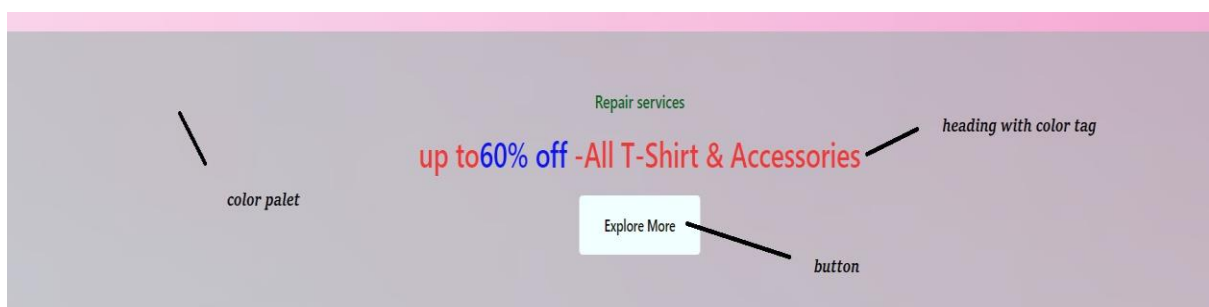 Repair services
heading with color tag
up to60% off -All T-Shirt & Accessories
color palet
Explore More
button